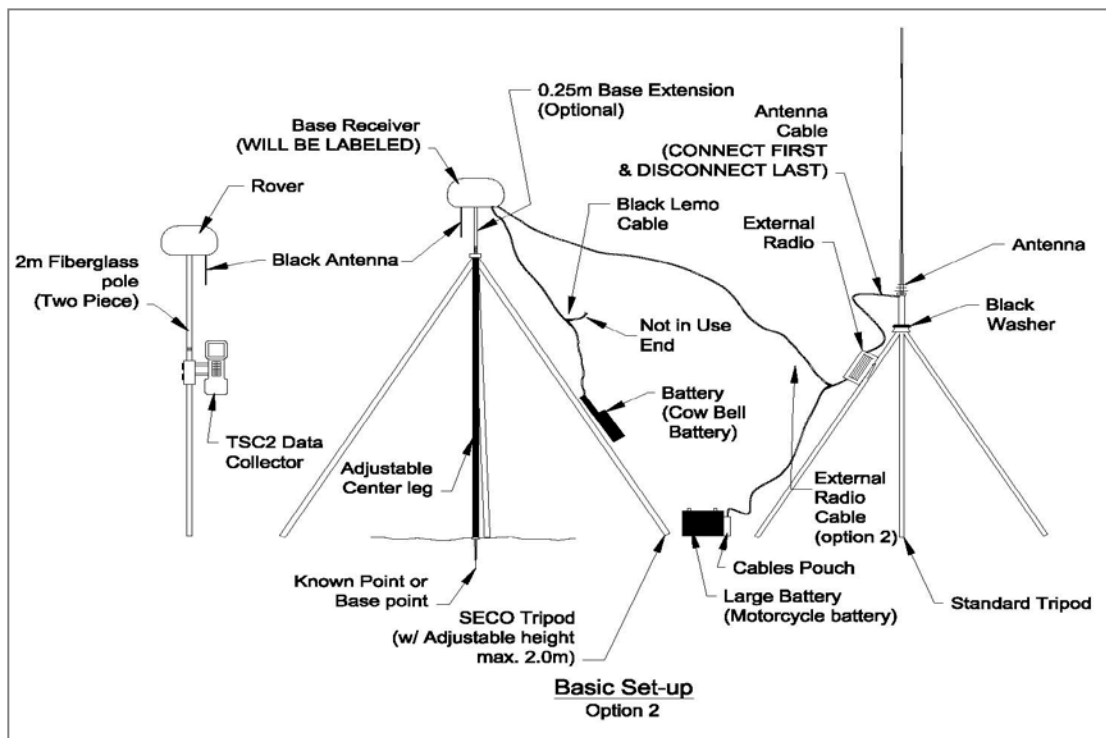 0.25m Base Extension
(Optional)
Antenna
Cable
(CONNECT FIRST
& DISCONNECT LAST)
Base Receiver
(WILL BE LABELED)
Rover
Black Lemo
Cable
External
Radio
Antenna
2m Fiberglass
pole
(Two Piece)
Black Antenna
Black
Washer
Not in Use
End
Battery
(Cow Bell
Battery)
TSC2 Data
Collector
Adjustable
Center leg
External
Radio
Cable
(option 2)
Cables Pouch
Known Point or
Base point
Large Battery
(Motorcycle battery)
Standard Tripod
SECO Tripod
(w/ Adjustable height
max. 2.0m)
Basic Set-up
Option 2